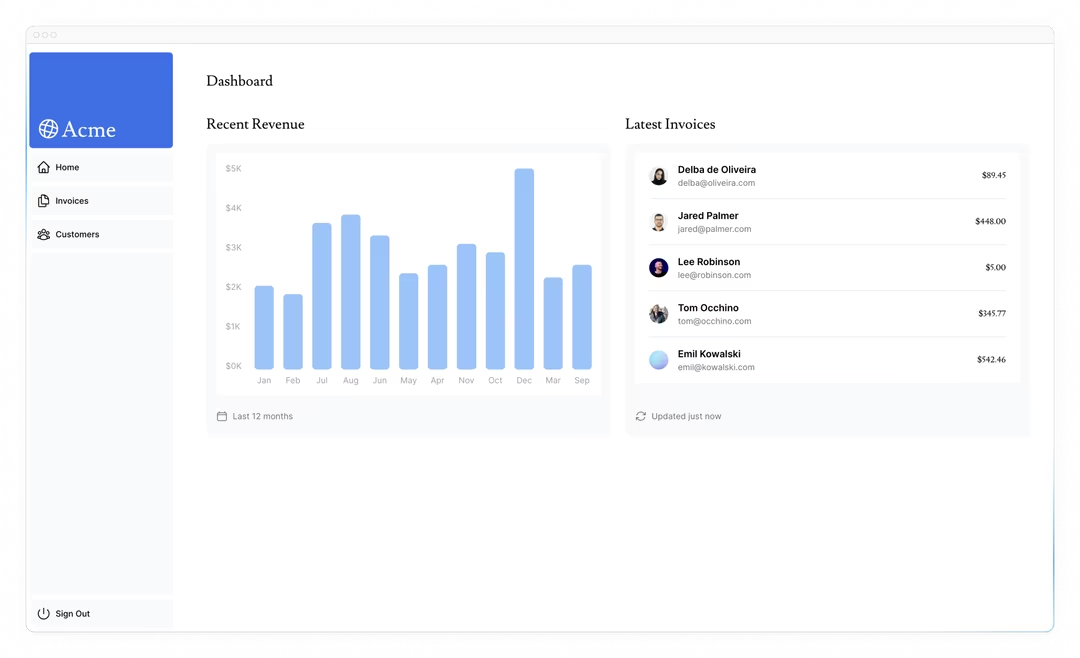 Acme
Home
Invoices
Customers
Sign Out
Dashboard
Recent Revenue
$5K
$4K
$3K
$2K
$1K
$0K
Jan Feb Jul Aug Jun May Apr Nov Oct Dec Mar Sep
Last 12 months
Latest Invoices
Delba de Oliveira
delba@oliveira.com
$89.45
Jared Palmer
jared@palmer.com
$448.00
Lee Robinson
lee@robinson.com
$5.00
Tom Occhino
tom@occhino.com
$345.77
Emil Kowalski
emil@kowalski.com
$542.46
Updated just now